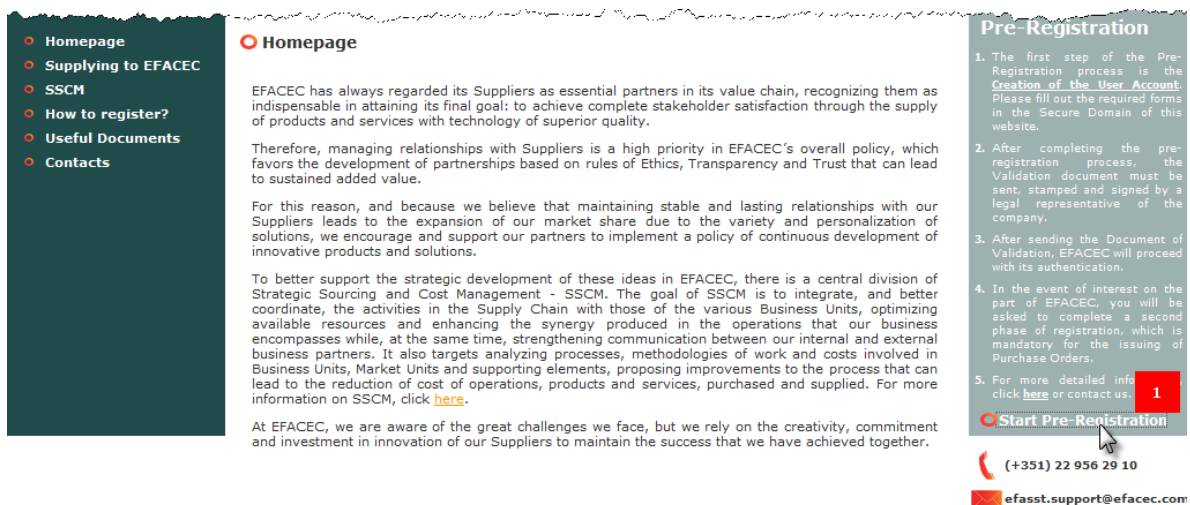 Homepage
Supplying to EFACEC
SSCM
How to register?
Useful Documents
Contacts
Homepage
EFACEC has always regarded its Suppliers as essential partners in its value chain, recognizing them as
indispensable in attaining its final goal: to achieve complete stakeholder satisfaction through the supply
of products and services with technology of superior quality.
Therefore, managing relationships with Suppliers is a high priority in EFACEC's overall policy, which
favors the development of partnerships based on rules of Ethics, Transparency and Trust that can lead
to sustained added value.
For this reason, and because we believe that maintaining stable and lasting relationships with our
Suppliers leads to the expansion of our market share due to the variety and personalization of
solutions, we encourage and support our partners to implement a policy of continuous development of
innovative products and solutions.
To better support the strategic development of these ideas in EFACEC, there is a central division of
Strategic Sourcing and Cost Management - SSCM. The goal of SSCM is to integrate, and better
coordinate, the activities in the Supply Chain with those of the various Business Units, optimizing
available resources and enhancing the synergy produced in the operations that our business
encompasses while, at the same time, strengthening communication between our internal and external
business partners. It also targets analyzing processes, methodologies of work and costs involved in
Business Units, Market Units and supporting elements, proposing improvements to the process that can
lead to the reduction of cost of operations, products and services, purchased and supplied. For more
information on SSCM, click here.
At EFACEC, we are aware of the great challenges we face, but we rely on the creativity, commitment
and investment in innovation of our Suppliers to maintain the success that we have achieved together.
Pre-Registration
1. The first step of the Pre-
Registration process is the
Creation of the User Account.
Please fill out the required forms
in the Secure Domain of this
website.
2. After completing the pre-
registration process, the
Validation document must be
sent, stamped and signed by a
legal representative of the
company.
3. After sending the Document of
Validation, EFACEC will proceed
with its authentication.
4. In the event of interest on the
part of EFACEC, you will be
asked to complete a second
phase of registration, which is
mandatory for the issuing of
Purchase Orders.
5. For more detailed
click here or contact us.
1
Start Pre-Registration
(+351) 22 956 29 10
efasst.support@efacec.com